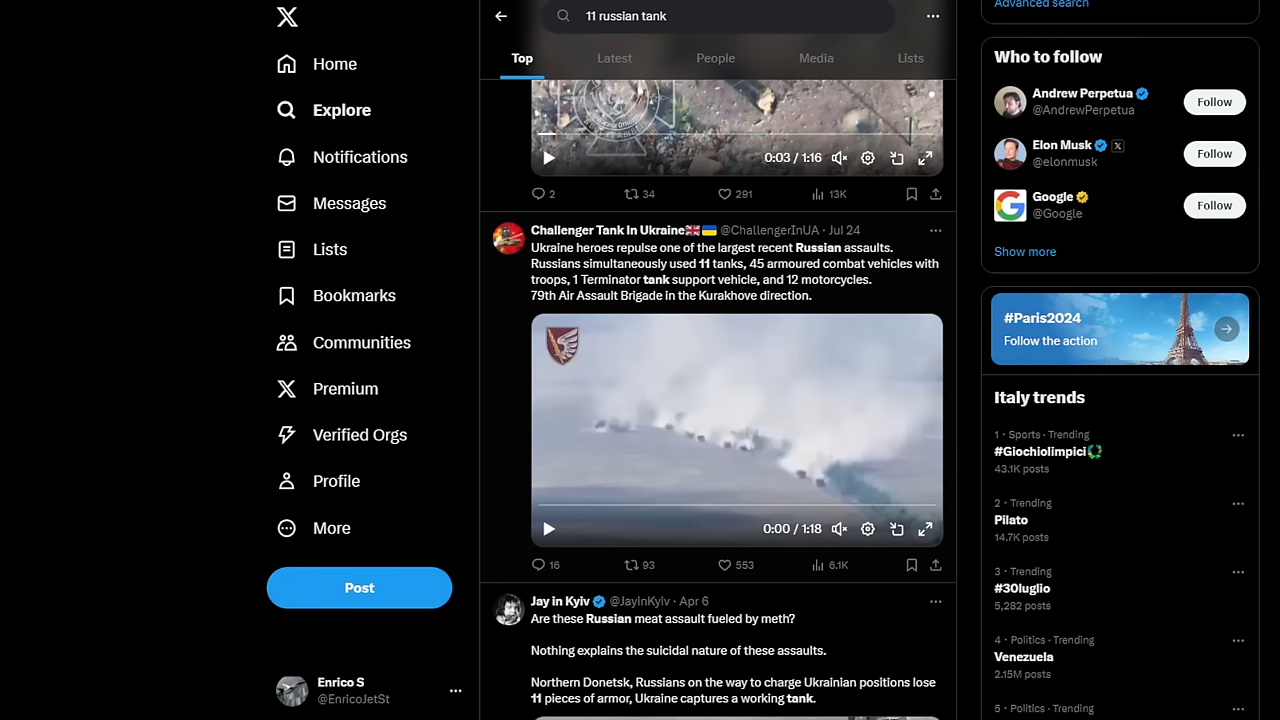 Home
Explore
Notifications
Messages
Lists
Bookmarks
Communities
Premium
Verified Orgs
Profile
More
Post
Enrico S
@EnricoJetSt
11 russian tank
Top Latest People Media Lists
0:03 / 1:16
2 34 291 13K
Challenger Tank In Ukraine🇬🇧🇺🇦 @ChallengerInUA · Jul 24
Ukraine heroes repulse one of the largest recent Russian assaults.
Russians simultaneously used 11 tanks, 45 armoured combat vehicles with
troops, 1 Terminator tank support vehicle, and 12 motorcycles.
79th Air Assault Brigade in the Kurakhove direction.
0:00 / 1:18
16 93 553 6.1K
Jay in Kyiv @JayinKyiv · Apr 6
Are these Russian meat assault fueled by meth?
Nothing explains the suicidal nature of these assaults.
Northern Donetsk, Russians on the way to charge Ukrainian positions lose
11 pieces of armor, Ukraine captures a working tank.
Advanced search
Who to follow
Andrew Perpetua
@AndrewPerpetua
Follow
Elon Musk
@elonmusk
Follow
Google
@Google
Follow
Show more
#Paris2024
Follow the action
Italy trends
1 · Sports · Trending
#Giochiolimpici
43.1K posts
2 · Trending
Pilato
14.7K posts
3 · Trending
#30luglio
5,282 posts
4 · Politics · Trending
Venezuela
2.15M posts
5 · Politics · Trending